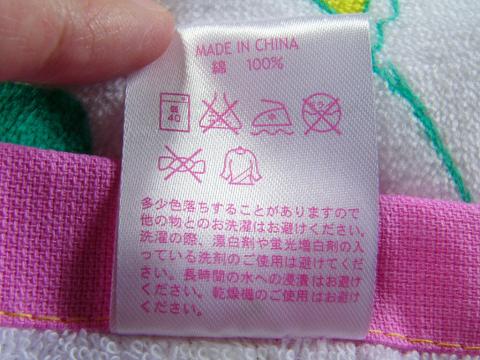 MADE IN CHINA
綿 100%
弱
40
多少色落ちすることがありますので
他の物とのお洗濯はお避けください。
洗濯の際、漂白剤や蛍光増白剤の入
っている洗剤のご使用は避けてくだ
さい。長時間の水への浸漬はお避け
ください。乾燥機のご使用はお避け
ください。